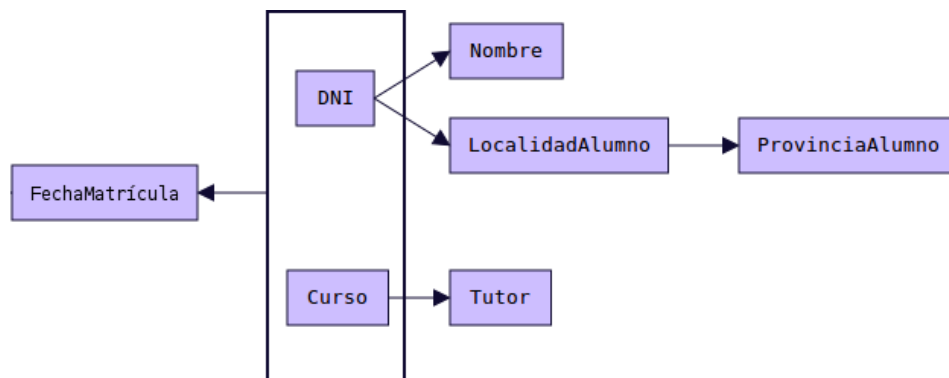 Nombre
DNI
LocalidadAlumno
ProvinciaAlumno
FechaMatrícula
Curso
Tutor